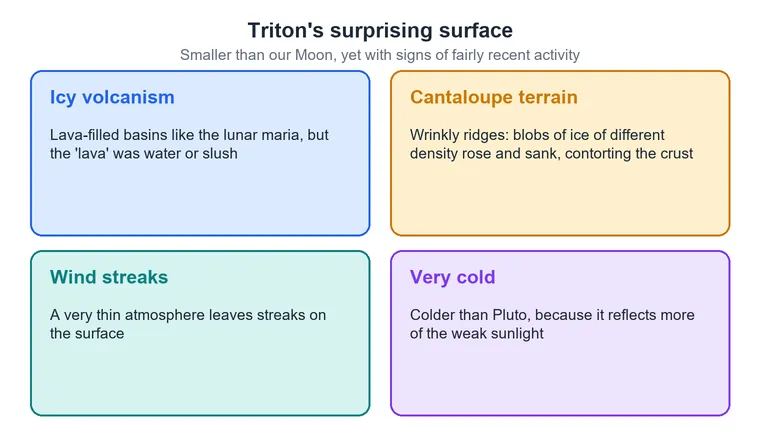 Triton's surprising surface
Smaller than our Moon, yet with signs of fairly recent activity
Icy volcanism
Lava-filled basins like the lunar maria, but
the 'lava' was water or slush
Cantaloupe terrain
Wrinkly ridges: blobs of ice of different
density rose and sank, contorting the crust
Wind streaks
A very thin atmosphere leaves streaks on
the surface
Very cold
Colder than Pluto, because it reflects more
of the weak sunlight